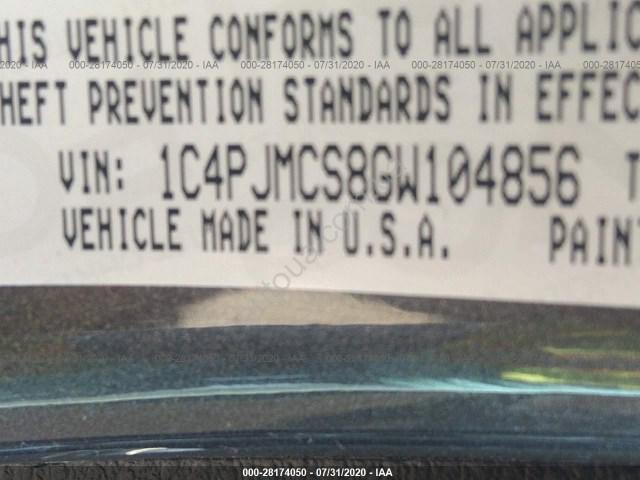 HIS VEHICLE CONFORMS TO ALL APPLIC
000-28174050 - 07/31/2020 - IAA
HEFT PREVENTION STANDARDS IN EFFEC
VIN: 1C4PJMCS8GW104856 T
VEHICLE MADE IN U.S.A. PAIN
000-28174050 - 07/31/2020 - IAA